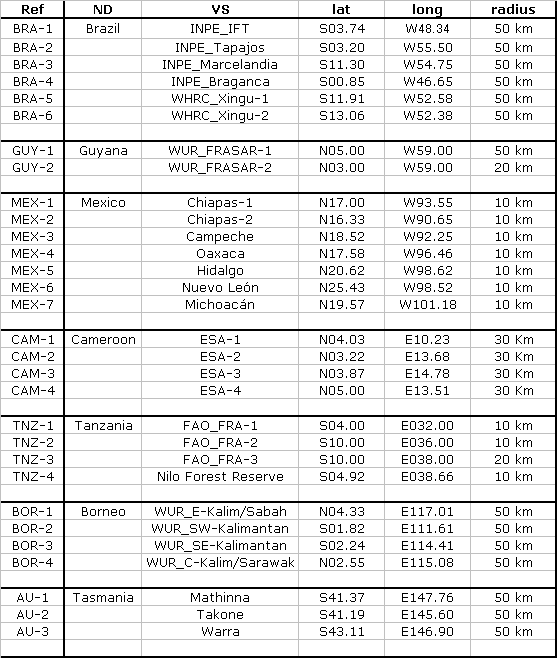 Ref ND VS lat long radius
BRA-1 Brazil INPE_IFT S03.74 W48.34 50 km
BRA-2 INPE_Tapajos S03.20 W55.50 50 km
BRA-3 INPE_Marcelandia S11.30 W54.75 50 km
BRA-4 INPE_Braganca S00.85 W46.65 50 km
BRA-5 WHRC_Xingu-1 S11.91 W52.58 50 km
BRA-6 WHRC_Xingu-2 S13.06 W52.38 50 km
GUY-1 Guyana WUR_FRASAR-1 N05.00 W59.00 50 km
GUY-2 WUR_FRASAR-2 N03.00 W59.00 20 km
MEX-1 Mexico Chiapas-1 N17.00 W93.55 10 km
MEX-2 Chiapas-2 N16.33 W90.65 10 km
MEX-3 Campeche N18.52 W92.25 10 km
MEX-4 Oaxaca N17.58 W96.46 10 km
MEX-5 Hidalgo N20.62 W98.62 10 km
MEX-6 Nuevo León N25.43 W98.52 10 km
MEX-7 Michoacán N19.57 W101.18 10 km
CAM-1 Cameroon ESA-1 N04.03 E10.23 30 Km
CAM-2 ESA-2 N03.22 E13.68 30 Km
CAM-3 ESA-3 N03.87 E14.78 30 Km
CAM-4 ESA-4 N05.00 E13.51 30 Km
TNZ-1 Tanzania FAO_FRA-1 S04.00 E032.00 10 km
TNZ-2 FAO_FRA-2 S10.00 E036.00 10 km
TNZ-3 FAO_FRA-3 S10.00 E038.00 20 km
TNZ-4 Nilo Forest Reserve S04.92 E038.66 10 km
BOR-1 Borneo WUR_E-Kalim/Sabah N04.33 E117.01 50 km
BOR-2 WUR_SW-Kalimantan S01.82 E111.61 50 km
BOR-3 WUR_SE-Kalimantan S02.24 E114.41 50 km
BOR-4 WUR_C-Kalim/Sarawak N02.55 E115.08 50 km
AU-1 Tasmania Mathinna S41.37 E147.76 50 km
AU-2 Takone S41.19 E145.60 50 km
AU-3 Warra S43.11 E146.90 50 km